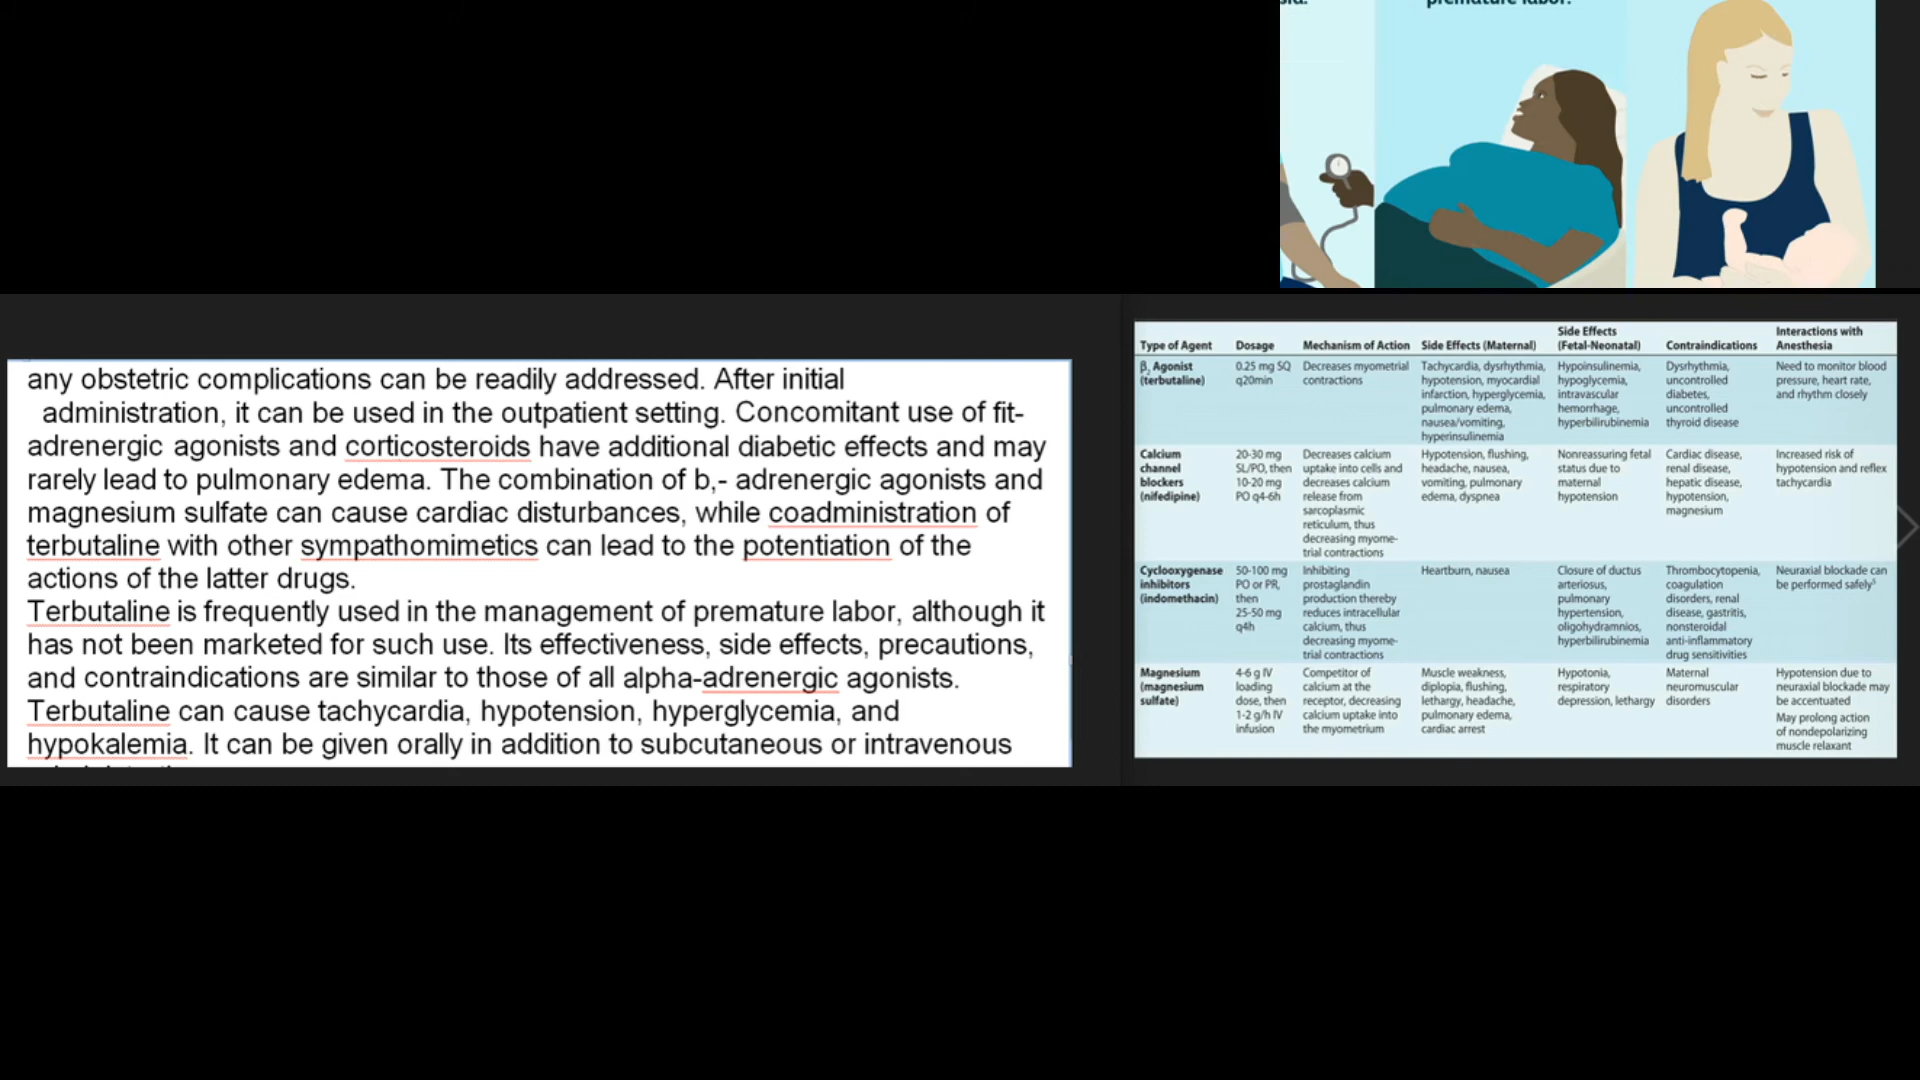 premature labor.
any obstetric complications can be readily addressed. After initial
administration, it can be used in the outpatient setting. Concomitant use of fit-
adrenergic agonists and corticosteroids have additional diabetic effects and may
rarely lead to pulmonary edema. The combination of b,- adrenergic agonists and
magnesium sulfate can cause cardiac disturbances, while coadministration of
terbutaline with other sympathomimetics can lead to the potentiation of the
actions of the latter drugs.
Terbutaline is frequently used in the management of premature labor, although it
has not been marketed for such use. Its effectiveness, side effects, precautions,
and contraindications are similar to those of all alpha-adrenergic agonists.
Terbutaline can cause tachycardia, hypotension, hyperglycemia, and
hypokalemia. It can be given orally in addition to subcutaneous or intravenous
Type of Agent
Dosage
Mechanism of Action
Side Effects (Maternal)
Side Effects
(Fetal-Neonatal)
Contraindications
Interactions with
Anesthesia
β₂ Agonist
(terbutaline)
0.25 mg SQ
q20min
Decreases myometrial
contractions
Tachycardia, dysrhythmia,
hypotension, myocardial
infarction, hyperglycemia,
pulmonary edema,
nausea/vomiting,
hyperinsulinemia
Hypoinsulinemia,
hypoglycemia,
intravascular
hemorrhage,
hyperbilirubinemia
Dysrhythmia,
uncontrolled
diabetes,
uncontrolled
thyroid disease
Need to monitor blood
pressure, heart rate,
and rhythm closely
Calcium
channel
blockers
(nifedipine)
20-30 mg
SL/PO, then
10-20 mg
PO q4-6h
Decreases calcium
uptake into cells and
decreases calcium
release from
sarcoplasmic
reticulum, thus
decreasing myome-
trial contractions
Hypotension, flushing,
headache, nausea,
vomiting, pulmonary
edema, dyspnea
Nonreassuring fetal
status due to
maternal
hypotension
Cardiac disease,
renal disease,
hepatic disease,
hypotension,
magnesium
Increased risk of
hypotension and reflex
tachycardia
Cyclooxygenase
inhibitors
(indomethacin)
50-100 mg
PO or PR,
then
25-50 mg
q4h
Inhibiting
prostaglandin
production thereby
reduces intracellular
calcium, thus
decreasing myome-
trial contractions
Heartburn, nausea
Closure of ductus
arteriosus,
pulmonary
hypertension,
oligohydramnios,
hyperbilirubinemia
Thrombocytopenia,
coagulation
disorders, renal
disease, gastritis,
nonsteroidal
anti-inflammatory
drug sensitivities
Neuraxial blockade can
be performed safely
Magnesium
(magnesium
sulfate)
4-6 g IV
loading
dose, then
1-2 g/h IV
infusion
Competitor of
calcium at the
receptor, decreasing
calcium uptake into
the myometrium
Muscle weakness,
diplopia, flushing,
lethargy, headache,
pulmonary edema,
cardiac arrest
Hypotonia,
respiratory
depression, lethargy
Maternal
neuromuscular
disorders
Hypotension due to
neuraxial blockade may
be accentuated
May prolong action
of nondepolarizing
muscle relaxant